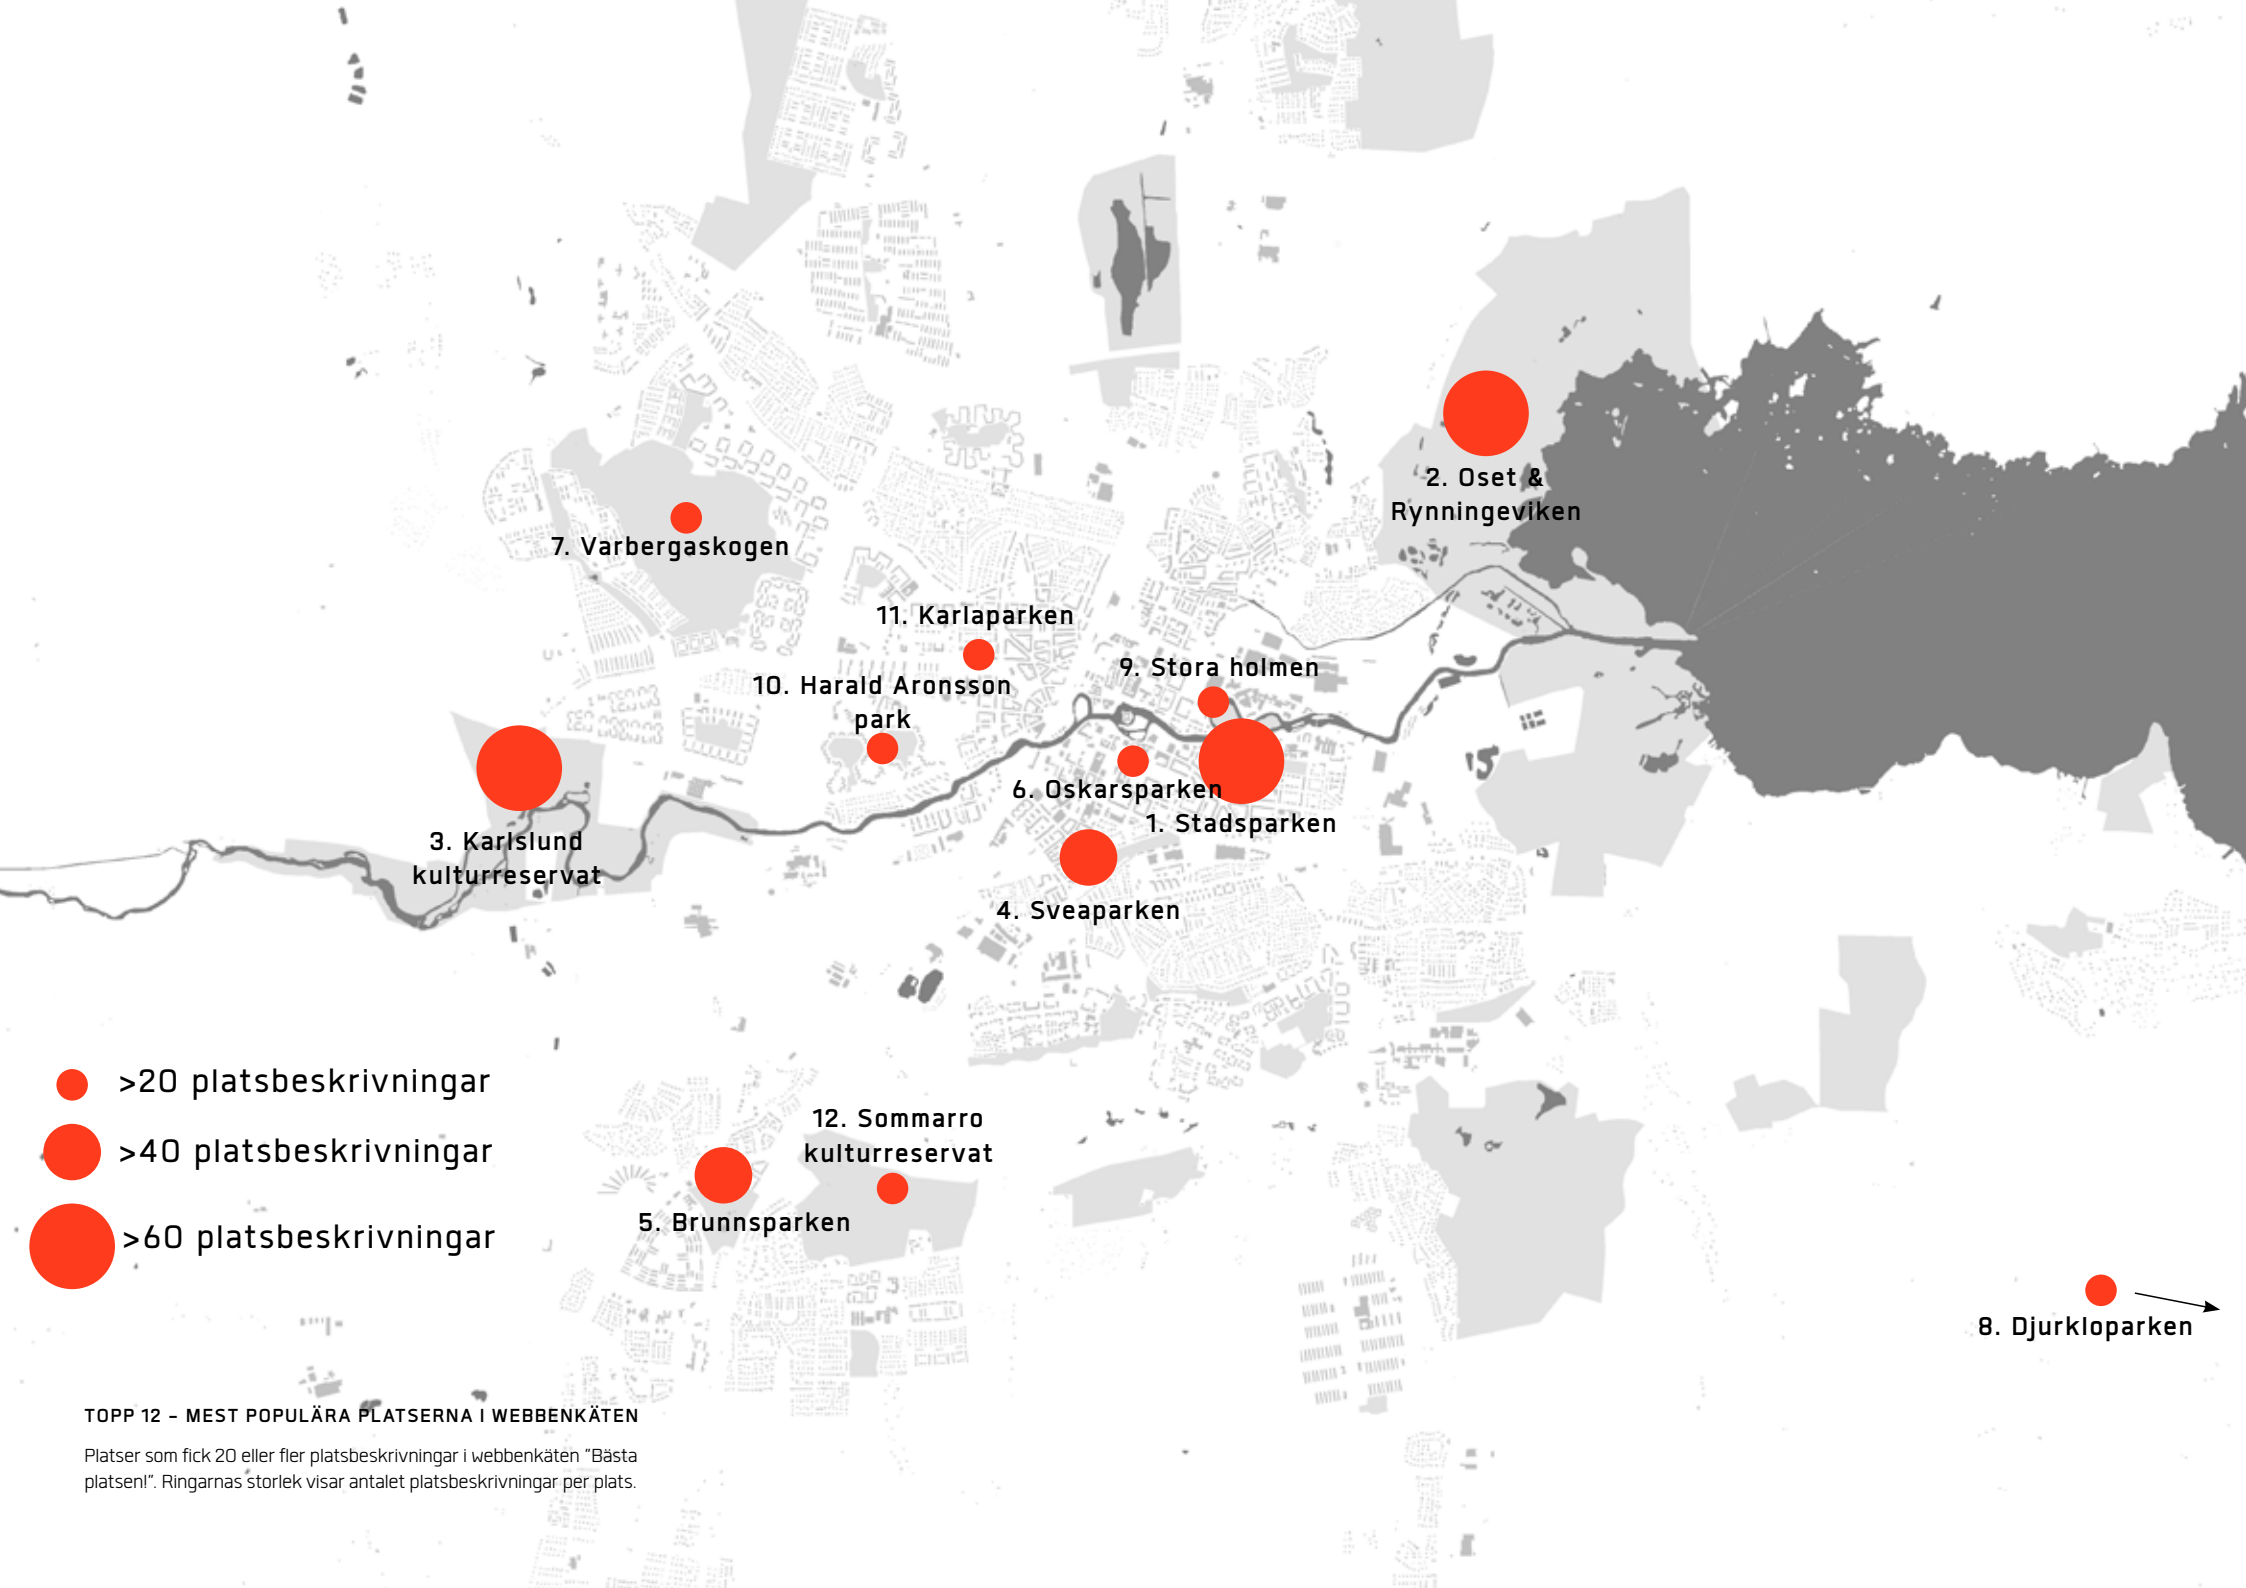 2. Oset &
Rynningeviken
7. Varbergaskogen
11. Karlaparken
9. Stora holmen
10. Harald Aronsson
park
6. Oskarsparken
1. Stadsparken
3. Karlslund
kulturreservat
4. Sveaparken
>20 platsbeskrivningar
>40 platsbeskrivningar
>60 platsbeskrivningar
12. Sommarro
kulturreservat
5. Brunnsparken
8. Djurkloparken
TOPP 12 – MEST POPULÄRA PLATSERNA I WEBBENKÄTEN
Platser som fick 20 eller fler platsbeskrivningar i webbenkäten "Bästa
platsen!". Ringarnas storlek visar antalet platsbeskrivningar per plats.